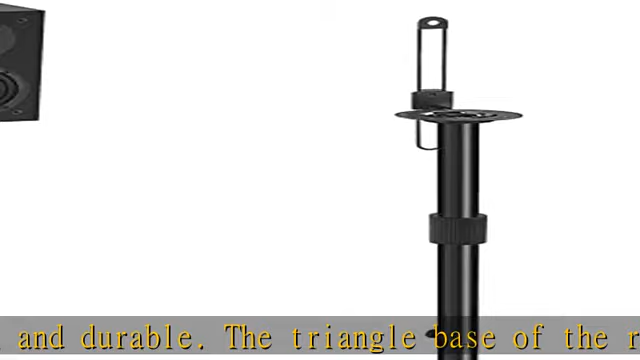 and durable. The triangle base of the